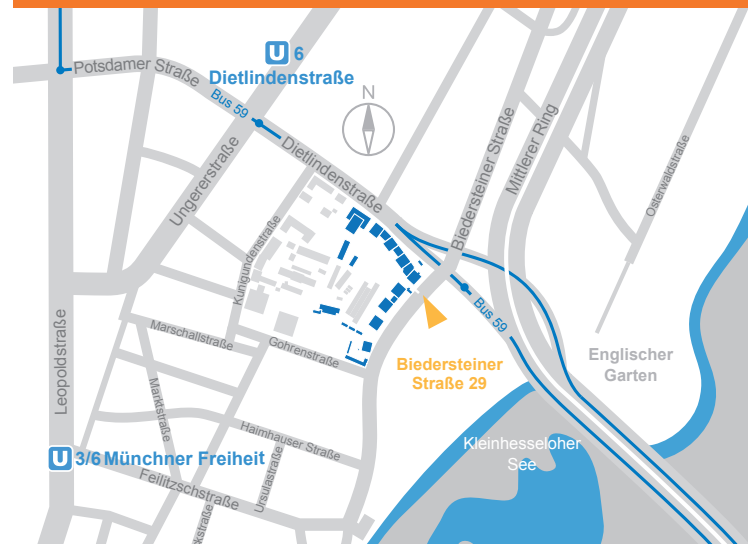 U 6
Dietlindenstraße
Potsdamer Straße
Bus 59
N
Dietlindenstraße
Ungererstraße
Biedersteiner Straße
Mittlerer Ring
Osterwaldstraße
Kunigundenstraße
Leopoldstraße
Marschallstraße
Gohrenstraße
Bus 59
Biedersteiner
Straße 29
Englischer
Garten
Marktstraße
Haimhauser Straße
Kleinhesseloher
See
U 3/6 Münchner Freiheit
Feilitzschstraße
Ursulastraße